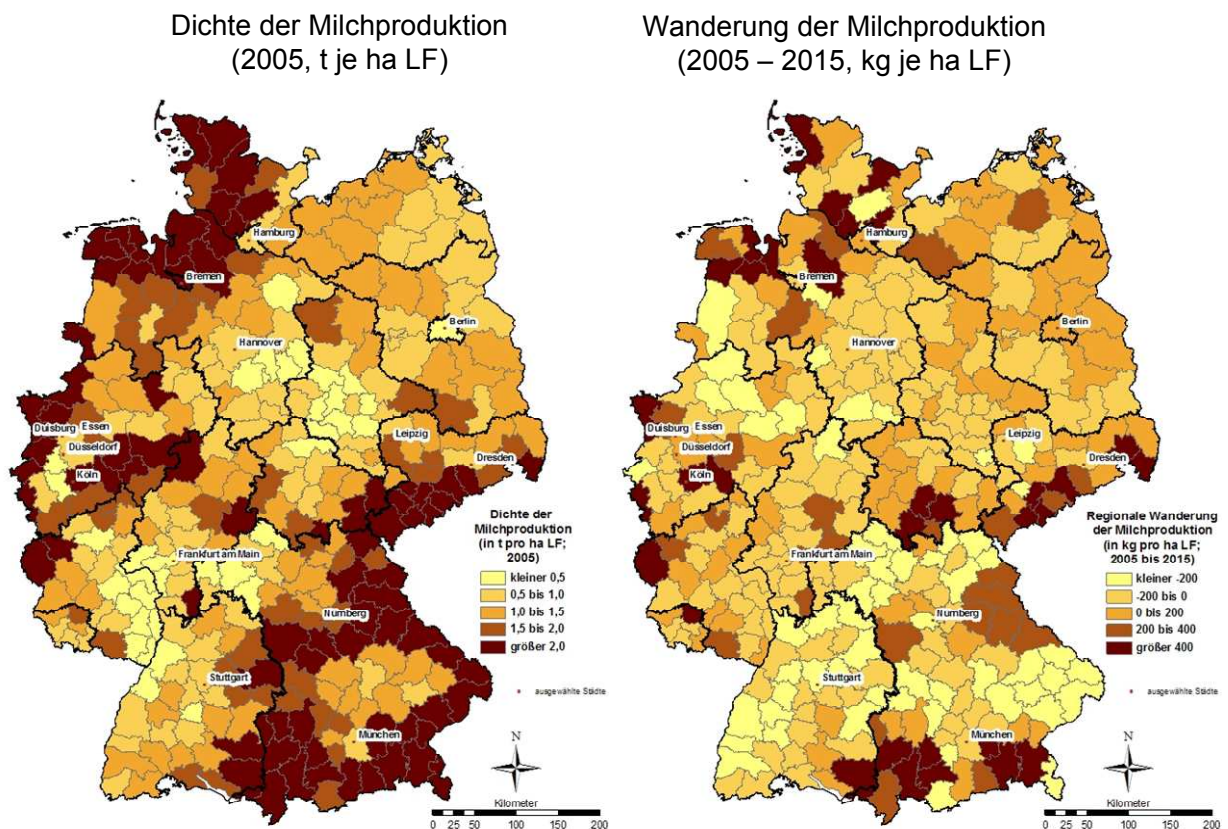 Dichte der Milchproduktion
(2005, t je ha LF)
Wanderung der Milchproduktion
(2005 – 2015, kg je ha LF)
Hamburg
Bremen
Berlin
Hannover
Duisburg
Essen
Düsseldorf
Köln
Leipzig
Dresden
Frankfurt am Main
Nürnberg
Stuttgart
München
Dichte der
Milchproduktion
(in t pro ha LF;
2005)
kleiner 0,5
0,5 bis 1,0
1,0 bis 1,5
1,5 bis 2,0
größer 2,0
ausgewählte Städte
N
Kilometer
0 25 50 100 150 200
Hamburg
Bremen
Berlin
Hannover
Duisburg
Essen
Düsseldorf
Köln
Leipzig
Dresden
Frankfurt am Main
Nürnberg
Stuttgart
München
Regionale Wanderung
der Milchproduktion
(in kg pro ha LF;
2005 bis 2015)
kleiner -200
-200 bis 0
0 bis 200
200 bis 400
größer 400
ausgewählte Städte
N
Kilometer
0 25 50 100 150 200